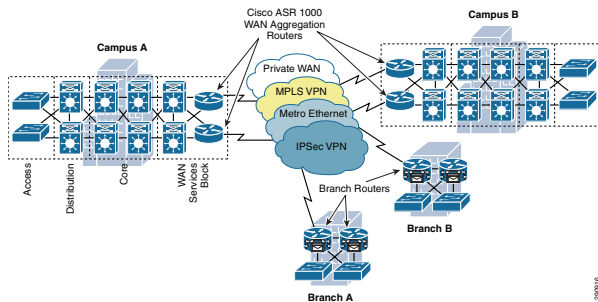 Cisco ASR 1000
WAN Aggregation
Routers
Campus B
Campus A
Private WAN
MPLS VPN
Metro Ethernet
IPSec VPN
Access
Distribution
Core
WAN
Services
Block
Branch Routers
Branch B
Branch A
290916